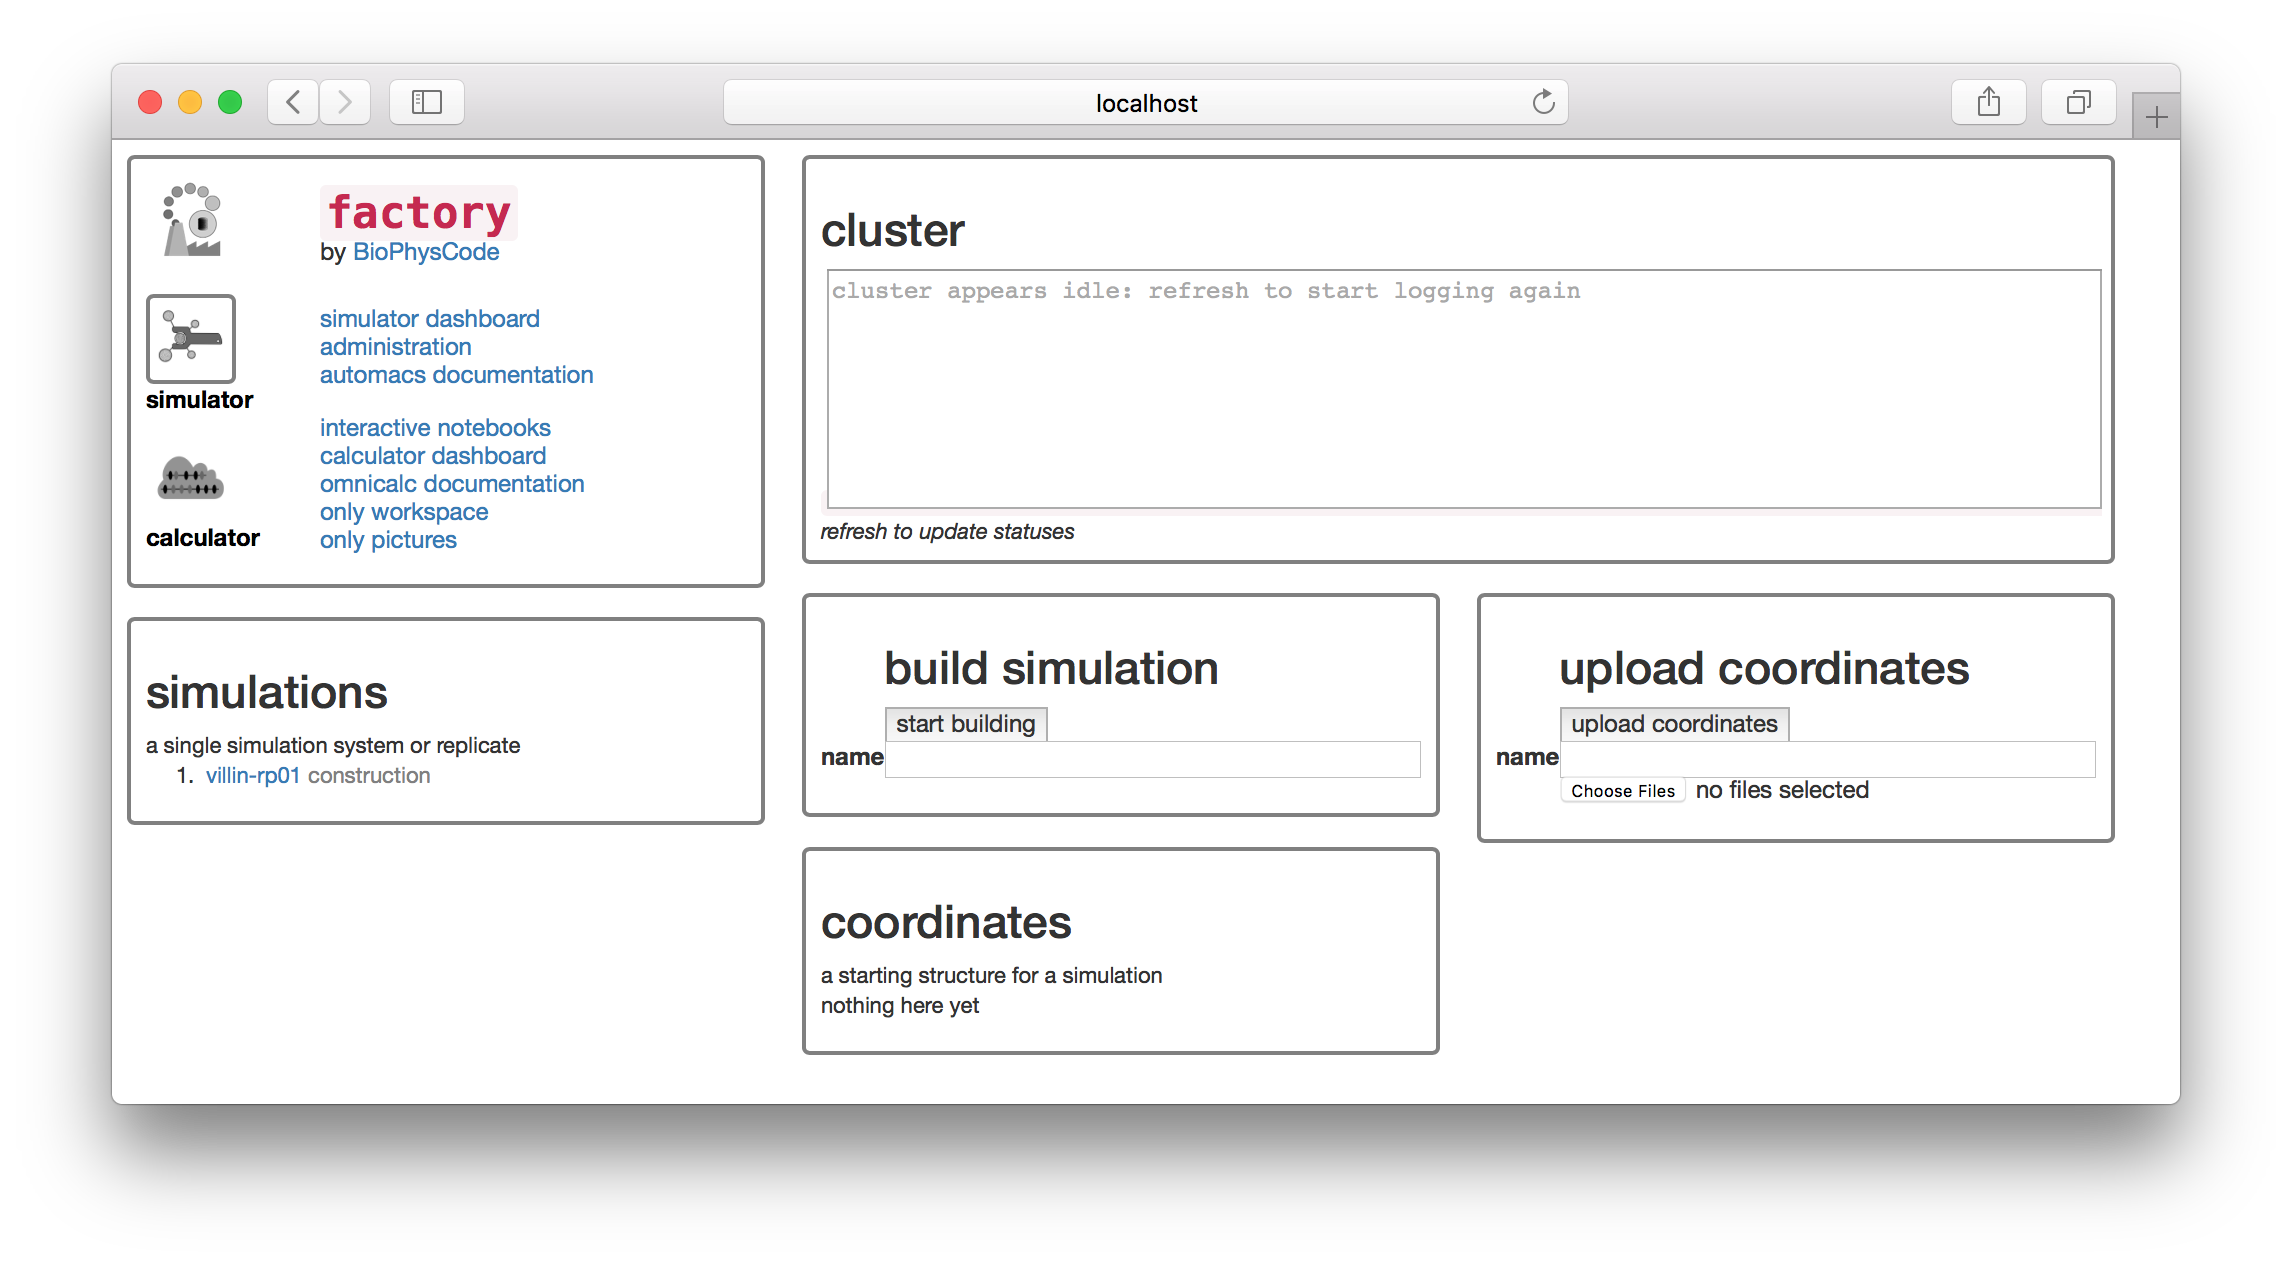 localhost
factory
by BioPhysCode
simulator dashboard
administration
automacs documentation
simulator
interactive notebooks
calculator dashboard
omnicalc documentation
only workspace
only pictures
calculator
cluster
cluster appears idle: refresh to start logging again
refresh to update statuses
simulations
a single simulation system or replicate
1. villin-rp01 construction
build simulation
start building
name
upload coordinates
upload coordinates
name
Choose Files no files selected
coordinates
a starting structure for a simulation
nothing here yet